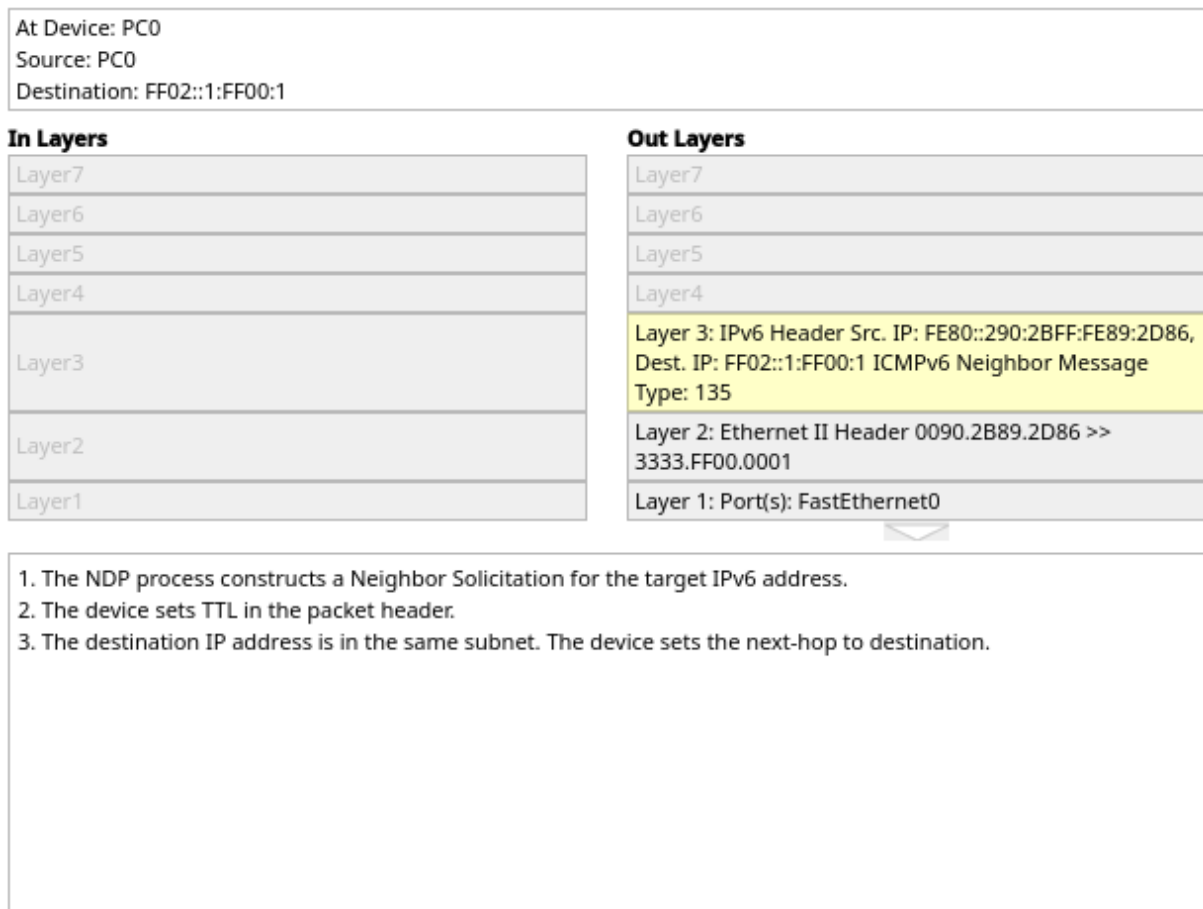 At Device: PC0
Source: PC0
Destination: FF02::1:FF00:1
In Layers
Layer7
Layer6
Layer5
Layer4
Layer3
Layer2
Layer1
Out Layers
Layer7
Layer6
Layer5
Layer4
Layer 3: IPv6 Header Src. IP: FE80::290:2BFF:FE89:2D86,
Dest. IP: FF02::1:FF00:1 ICMPv6 Neighbor Message
Type: 135
Layer 2: Ethernet II Header 0090.2B89.2D86 >>
3333.FF00.0001
Layer 1: Port(s): FastEthernet0
1. The NDP process constructs a Neighbor Solicitation for the target IPv6 address.
2. The device sets TTL in the packet header.
3. The destination IP address is in the same subnet. The device sets the next-hop to destination.